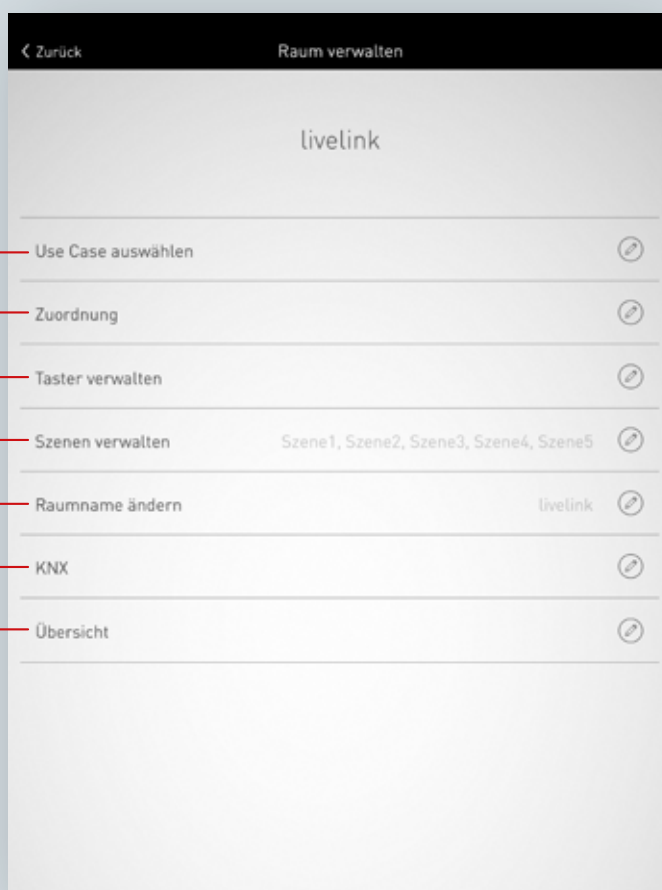 Zurück
Raum verwalten
livelink
Use Case auswählen
Zuordnung
Taster verwalten
Szenen verwalten Szene1, Szene2, Szene3, Szene4, Szene5
Raumname ändern livelink
KNX
Übersicht